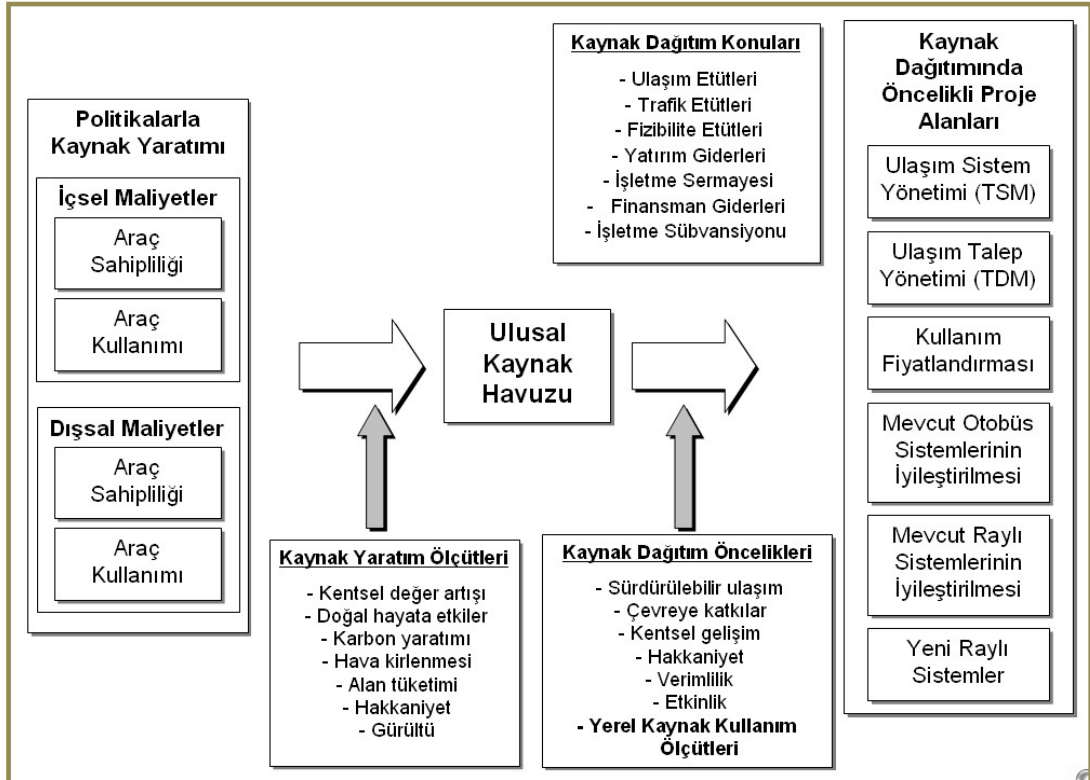 Politikalarla
Kaynak Yaratımı
İçsel Maliyetler
Araç
Sahipliliği
Araç
Kullanımı
Dışsal Maliyetler
Araç
Sahipliliği
Araç
Kullanımı
Kaynak Yaratım Ölçütleri
- Kentsel değer artışı
- Doğal hayata etkiler
- Karbon yaratımı
- Hava kirlenmesi
- Alan tüketimi
- Hakkaniyet
- Gürültü
Ulusal
Kaynak
Havuzu
Kaynak Dağıtım Konuları
- Ulaşım Etütleri
- Trafik Etütleri
- Fizibilite Etütleri
- Yatırım Giderleri
- İşletme Sermayesi
- Finansman Giderleri
- İşletme Sübvansiyonu
Kaynak Dağıtım Öncelikleri
- Sürdürülebilir ulaşım
- Çevreye katkılar
- Kentsel gelişim
- Hakkaniyet
- Verimlilik
- Etkinlik
- Yerel Kaynak Kullanım
Ölçütleri
Kaynak
Dağıtımında
Öncelikli Proje
Alanları
Ulaşım Sistem
Yönetimi (TSM)
Ulaşım Talep
Yönetimi (TDM)
Kullanım
Fiyatlandırması
Mevcut Otobüs
Sistemlerinin
İyileştirilmesi
Mevcut Raylı
Sistemlerinin
İyileştirilmesi
Yeni Raylı
Sistemler